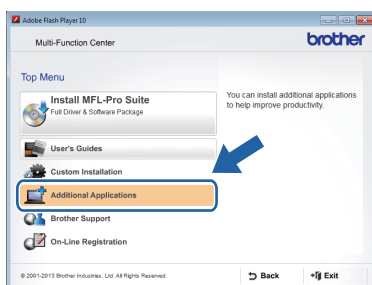 Adobe Flash Player 10
Multi-Function Center
brother
Top Menu
Install MFL-Pro Suite
Full Driver & Software Package
You can install additional applications
to help improve productivity.
User's Guides
Custom Installation
Additional Applications
Brother Support
On-Line Registration
© 2001-2013 Brother Industries, Ltd. All Rights Reserved.
Back
Exit